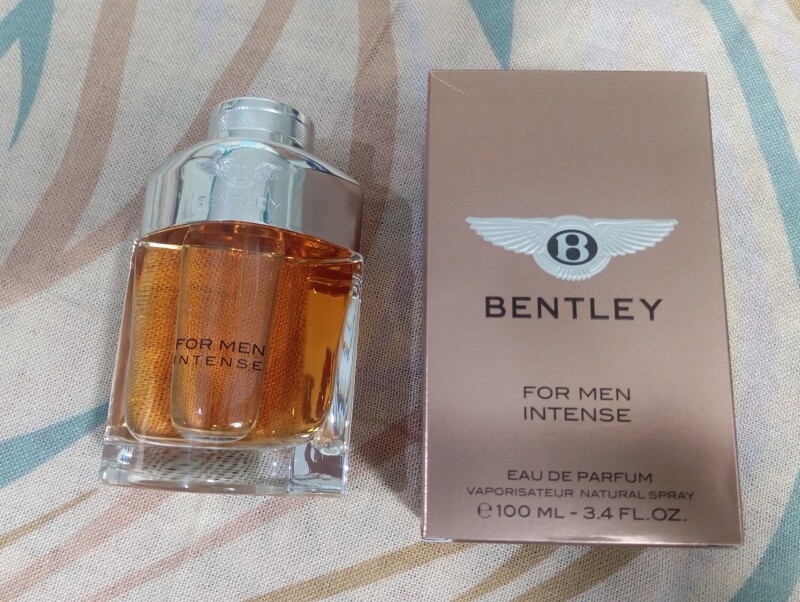 BENTLEY
FOR MEN
INTENSE
B
BENTLEY
FOR MEN
INTENSE
EAU DE PARFUM
VAPORISATEUR NATURAL SPRAY
℮ 100 ML - 3.4 FL.OZ.